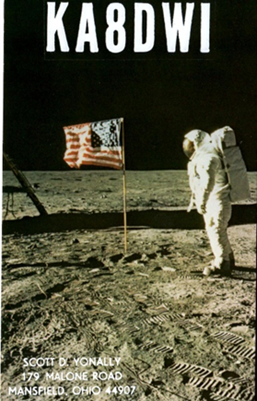 KA8DWI
SCOTT D. YONALLY
179 MALONE ROAD
MANSFIELD, OHIO 44907